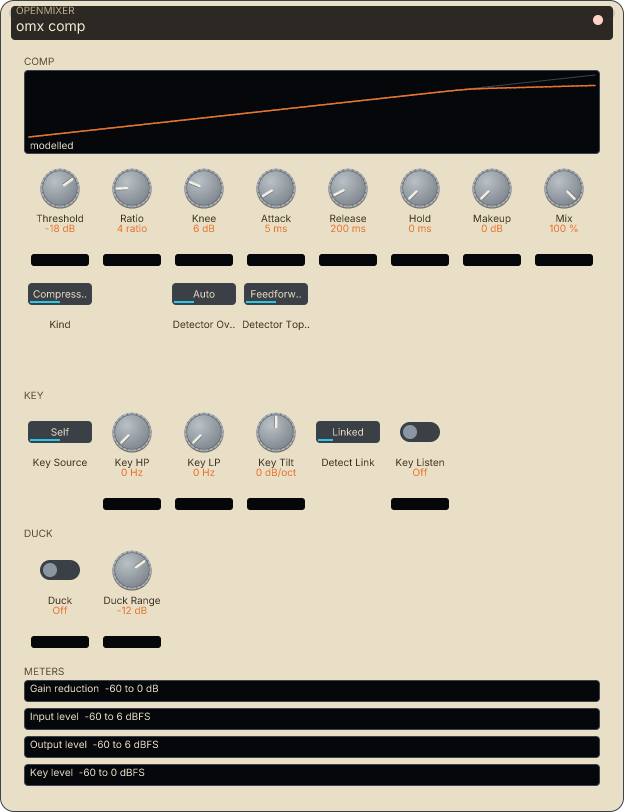 OPENMIXER
omx comp
COMP
modelled
Threshold Ratio Knee Attack Release Hold Makeup Mix
-18 dB 4 ratio 6 dB 5 ms 200 ms 0 ms 0 dB 100 %
Compress.. Auto Feedforw..
Kind Detector Ov.. Detector Top..
KEY
Self Linked
Key Source Key HP Key LP Key Tilt Detect Link Key Listen
0 Hz 0 Hz 0 dB/oct Off
DUCK
Duck Duck Range
Off -12 dB
METERS
Gain reduction -60 to 0 dB
Input level -60 to 6 dBFS
Output level -60 to 6 dBFS
Key level -60 to 0 dBFS